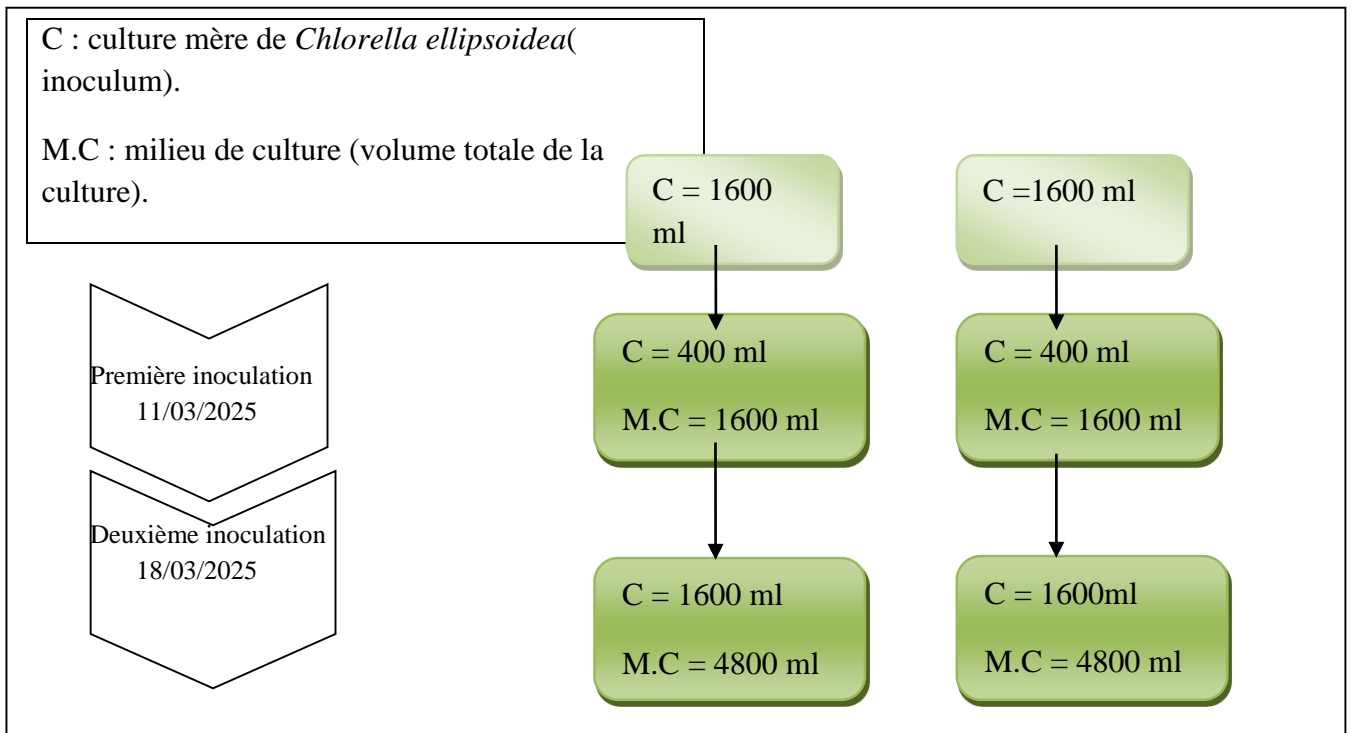 C : culture mère de Chlorella ellipsoidea(
inoculum).
M.C : milieu de culture (volume totale de la
culture).
C = 1600
ml
C =1600 ml
Première inoculation
11/03/2025
C = 400 ml
M.C = 1600 ml
C = 400 ml
M.C = 1600 ml
Deuxième inoculation
18/03/2025
C = 1600 ml
M.C = 4800 ml
C = 1600ml
M.C = 4800 ml